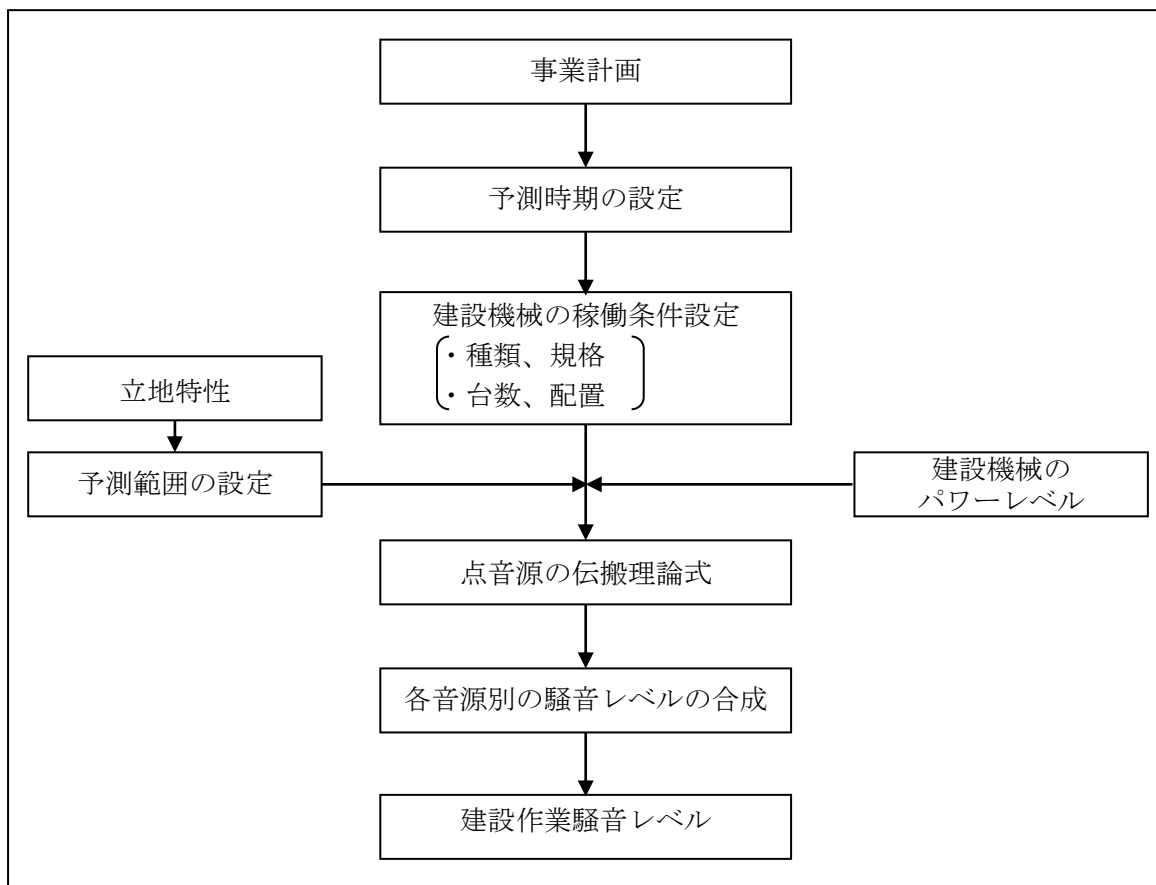 事業計画
予測時期の設定
建設機械の稼働条件設定
・種類、規格
・台数、配置
立地特性
予測範囲の設定
建設機械の
パワーレベル
点音源の伝搬理論式
各音源別の騒音レベルの合成
建設作業騒音レベル